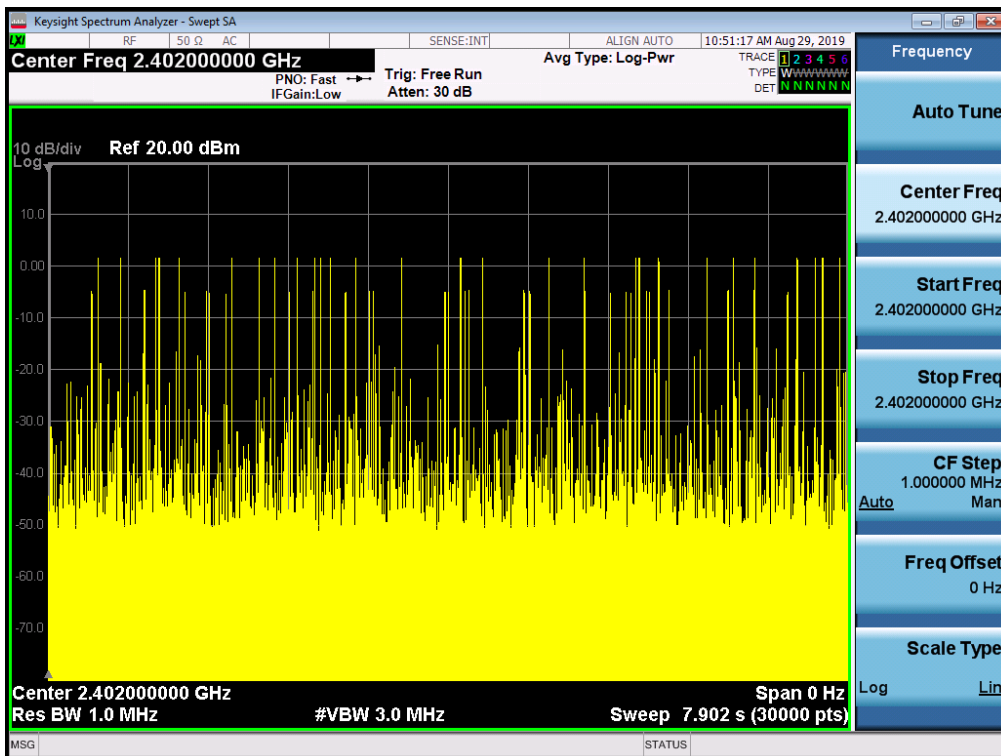 Keysight Spectrum Analyzer - Swept SA
LXI RF 50 Ω AC SENSE:INT ALIGN AUTO 10:51:17 AM Aug 29, 2019
Center Freq 2.402000000 GHz
PNO: Fast
IFGain:Low
Trig: Free Run
Atten: 30 dB
Avg Type: Log-Pwr
TRACE 1 2 3 4 5 6
TYPE WWWWWW
DET N N N N N N
10 dB/div Ref 20.00 dBm
Log
10.0
0.00
-10.0
-20.0
-30.0
-40.0
-50.0
-60.0
-70.0
Center 2.402000000 GHz Span 0 Hz
Res BW 1.0 MHz #VBW 3.0 MHz Sweep 7.902 s (30000 pts)
MSG STATUS
Frequency
Auto Tune
Center Freq
2.402000000 GHz
Start Freq
2.402000000 GHz
Stop Freq
2.402000000 GHz
CF Step
1.000000 MHz
Auto Man
Freq Offset
0 Hz
Scale Type
Log Lin